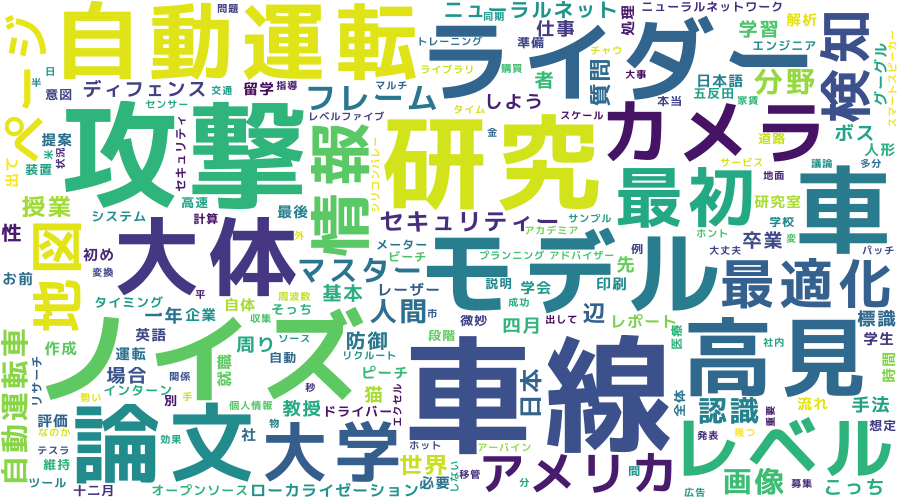 問題
ニューラルネット
ニューラルネットワーク
自動運転
ライダー
同期
仕事
処理
学習
解析
検知
スマートスピーカー
ページ
半
日
トレーニング
準備
エンジニア
意図
ディフェンス
交通
留学
指導
ライブラリ
購買
チャウ
者
質問
大事
日本語
分野
グーグル
センサー
マルチ
フレーム
しよう
本当
五反田
家賃
攻撃
セキュリティ
レベルファイブ
タイム
スケール
カメラ
道路
ボス
人形
出て
提案
装置
米
状況
情報
シリコンバレー
研究
金
サービス
議論
多分
地面
授業
高速
最初
車
研究室
システム
計算
最後
セキュリティー
サンプル
学校
性
地図
大体
外
メーター
アカデミア
ホント
卒業
変
パッチ
初め
変換
マスター
ビーチ
プランニング アドバイザー
例
大丈夫
お前
基本
レーザー
説明
学会
印刷
先
モデル
最適化
タイミング
平
周波数
自体
そっち
人間
市
成功
一年
企業
収集
微妙
四月
辺
レポート
標識
自動運転車
英語
ノイズ
周り
ソース
防御
段階
出して
医療
社内
高見
学生
作成
運転
自動
リクルート
ピーチ
車線
時間
リサーチ
場合
関係
就職
秒
猫
日本
認識
流れ
手法
インターン
別
手
個人情報
教授
ドライバー
エクセル
全体
発表
重要
幾つ
想定
評価
勢い
論文
社
物
大学
ホット
アーバイン
アメリカ
レベル
なのか
テスラ
維持
効果
世界
問
画像
こっち
ツール
十二月
オープンソース
ローカライゼーション
必要
しない
移管
分
広告
募集